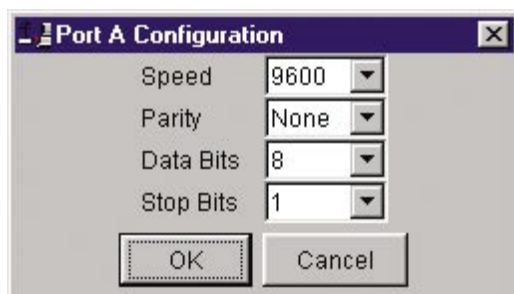 Port A Configuration
Speed 9600
Parity None
Data Bits 8
Stop Bits 1
OK Cancel